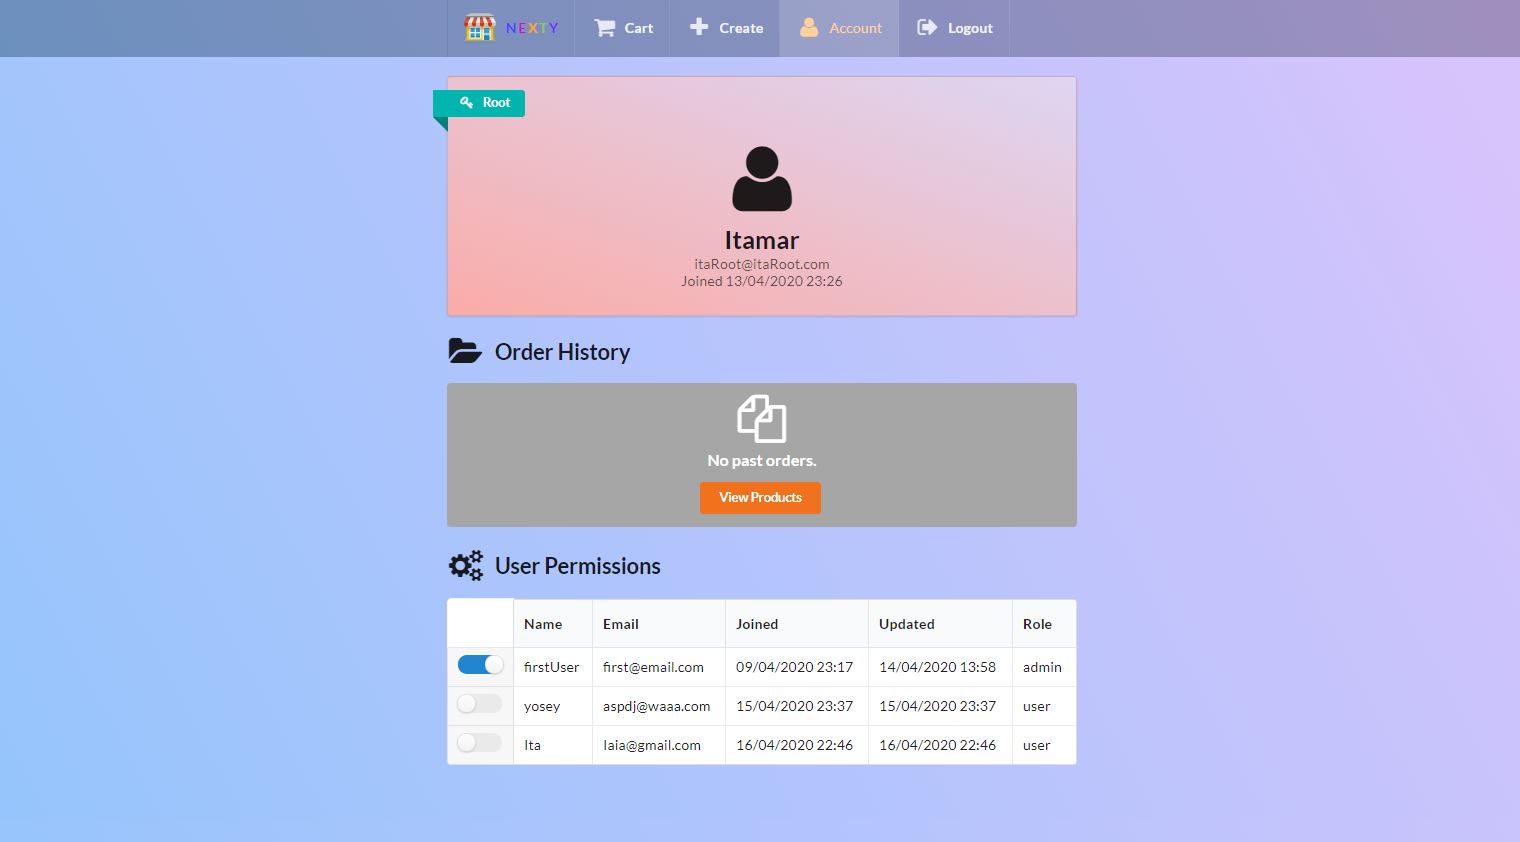 NEXTY Cart Create Account Logout
Root
Itamar
itaRoot@itaRoot.com
Joined 13/04/2020 23:26
Order History
No past orders.
View Products
User Permissions
Name Email Joined Updated Role
firstUser first@email.com 09/04/2020 23:17 14/04/2020 13:58 admin
yosey aspdj@waaa.com 15/04/2020 23:37 15/04/2020 23:37 user
Ita laia@gmail.com 16/04/2020 22:46 16/04/2020 22:46 user